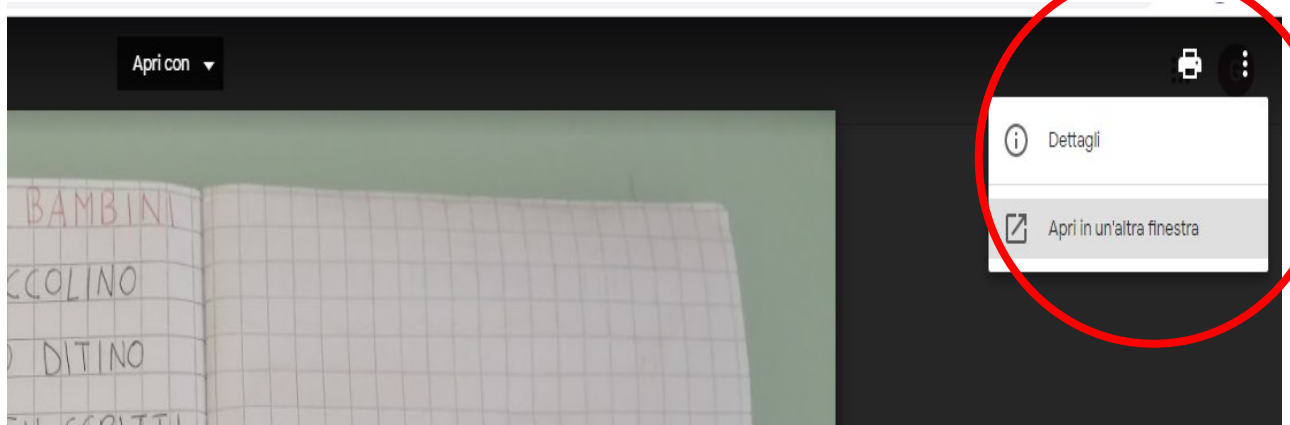 Apri con
Dettagli
Apri in un'altra finestra
BAMBINI
CCOLINO
DITINO